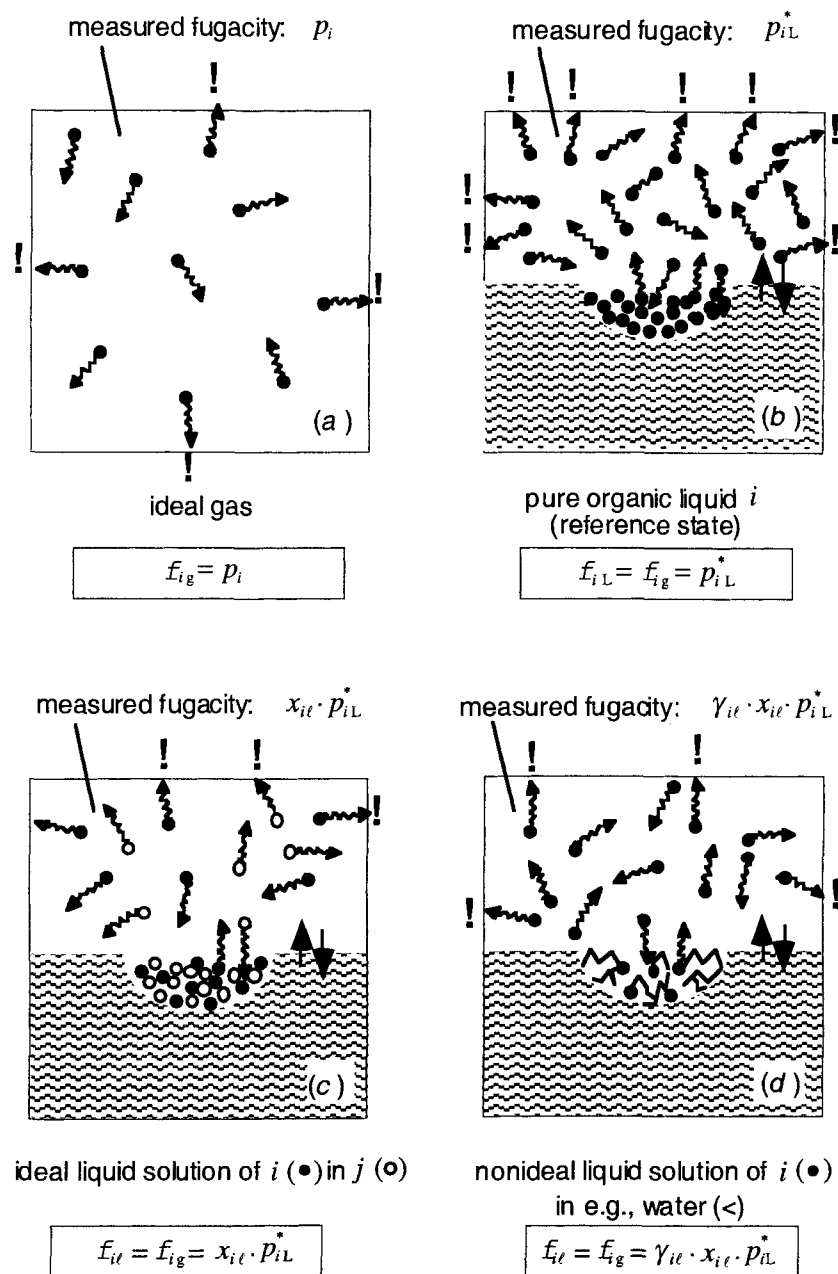 measured fugacity: p_i
!
!
!
!
(a)
ideal gas
f_ig = p_i
measured fugacity: p*_iL
! ! ! !
!
!
!
!
(b)
pure organic liquid i
(reference state)
f_iL = f_ig = p*_iL
measured fugacity: x_iℓ · p*_iL
! !
!
(c)
ideal liquid solution of i (●) in j (o)
f_iℓ = f_ig = x_iℓ · p*_iL
measured fugacity: γ_iℓ · x_iℓ · p*_iL
! !
!
!
(d)
nonideal liquid solution of i (●)
in e.g., water (<)
f_iℓ = f_ig = γ_iℓ · x_iℓ · p*_iL